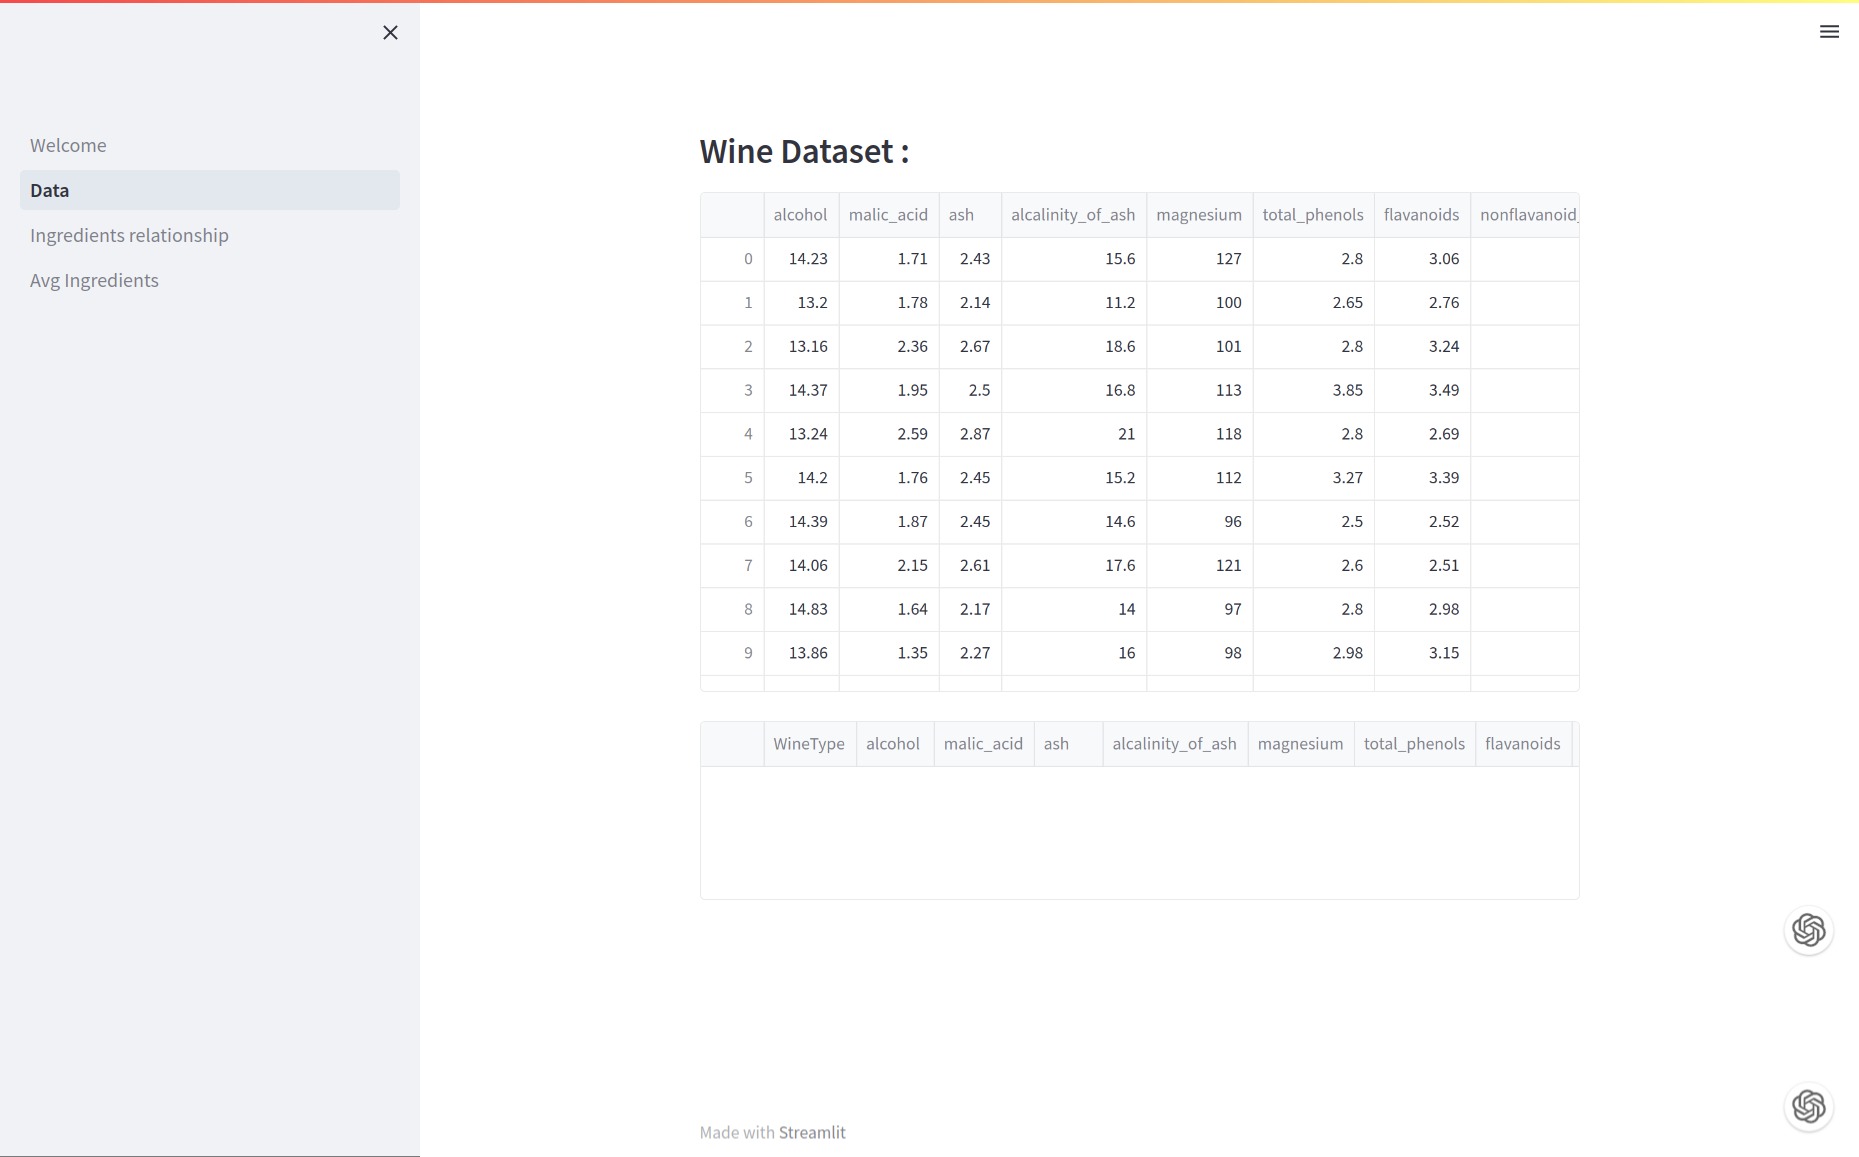 Welcome
Data
Ingredients relationship
Avg Ingredients
Wine Dataset :
alcohol malic_acid ash alcalinity_of_ash magnesium total_phenols flavanoids nonflavanoid_
0 14.23 1.71 2.43 15.6 127 2.8 3.06
1 13.2 1.78 2.14 11.2 100 2.65 2.76
2 13.16 2.36 2.67 18.6 101 2.8 3.24
3 14.37 1.95 2.5 16.8 113 3.85 3.49
4 13.24 2.59 2.87 21 118 2.8 2.69
5 14.2 1.76 2.45 15.2 112 3.27 3.39
6 14.39 1.87 2.45 14.6 96 2.5 2.52
7 14.06 2.15 2.61 17.6 121 2.6 2.51
8 14.83 1.64 2.17 14 97 2.8 2.98
9 13.86 1.35 2.27 16 98 2.98 3.15
WineType alcohol malic_acid ash alcalinity_of_ash magnesium total_phenols flavanoids
Made with Streamlit